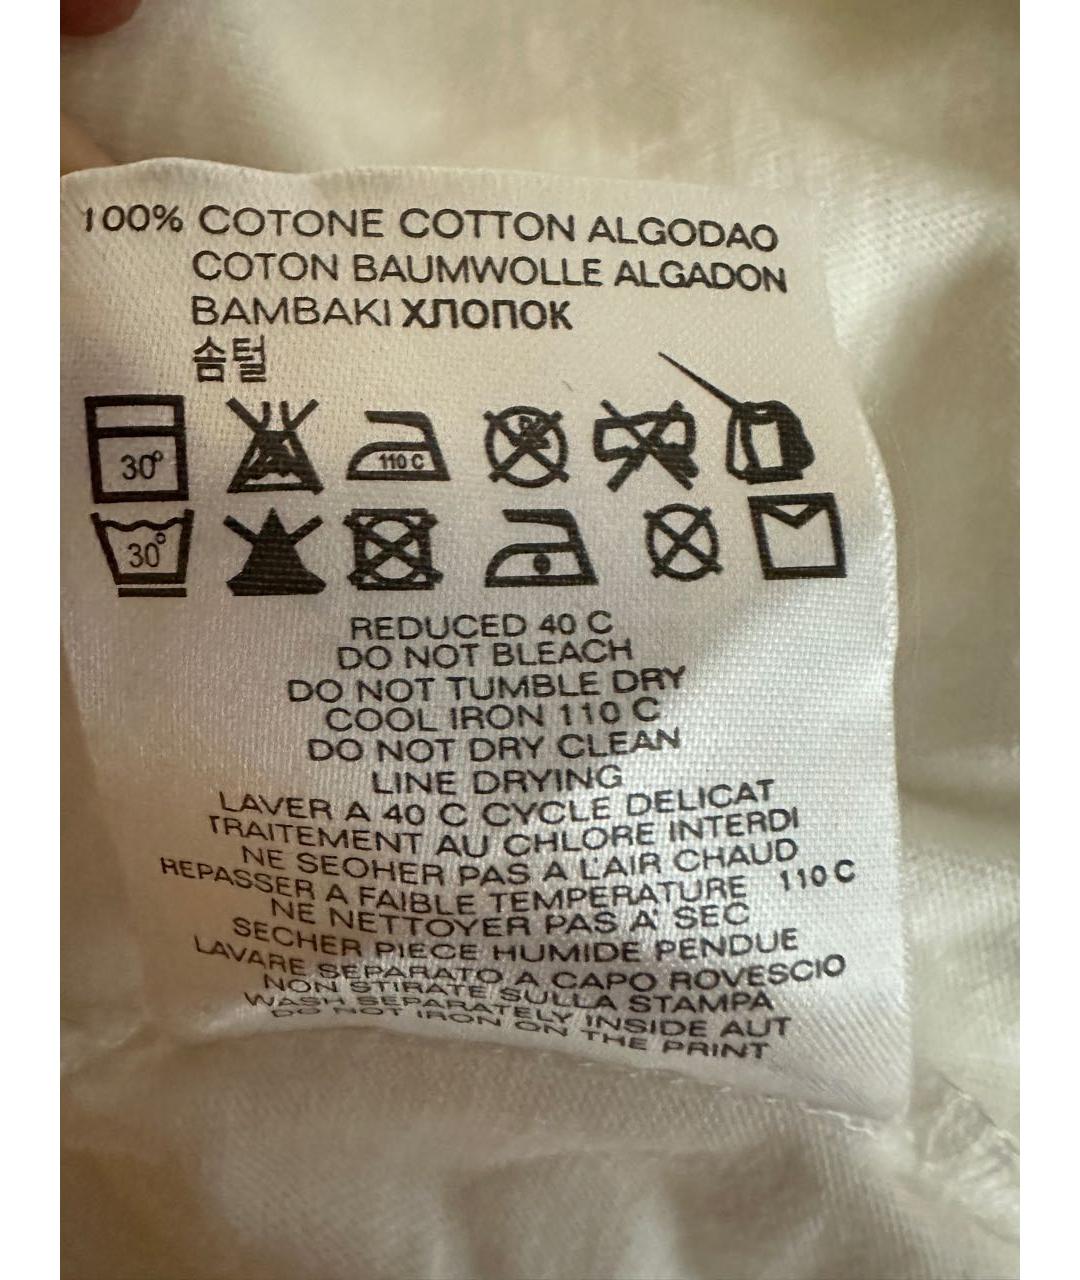 100% COTONE COTTON ALGODAO
COTON BAUMWOLLE ALGADON
BAMBAKI ХЛОПОК
솜털
30° 110 C
30°
REDUCED 40 C
DO NOT BLEACH
DO NOT TUMBLE DRY
COOL IRON 110 C
DO NOT DRY CLEAN
LINE DRYING
LAVER A 40 C CYCLE DELICAT
TRAITEMENT AU CHLORE INTERDI
NE SEOHER PAS A L'AIR CHAUD
REPASSER A FAIBLE TEMPERATURE 110 C
NE NETTOYER PAS A' SEC
SECHER PIECE HUMIDE PENDUE
LAVARE SEPARATO A CAPO ROVESCIO
NON STIRATE SULLA STAMPA
WASH SEPARATELY INSIDE AUT
DO NOT IRON ON THE PRINT